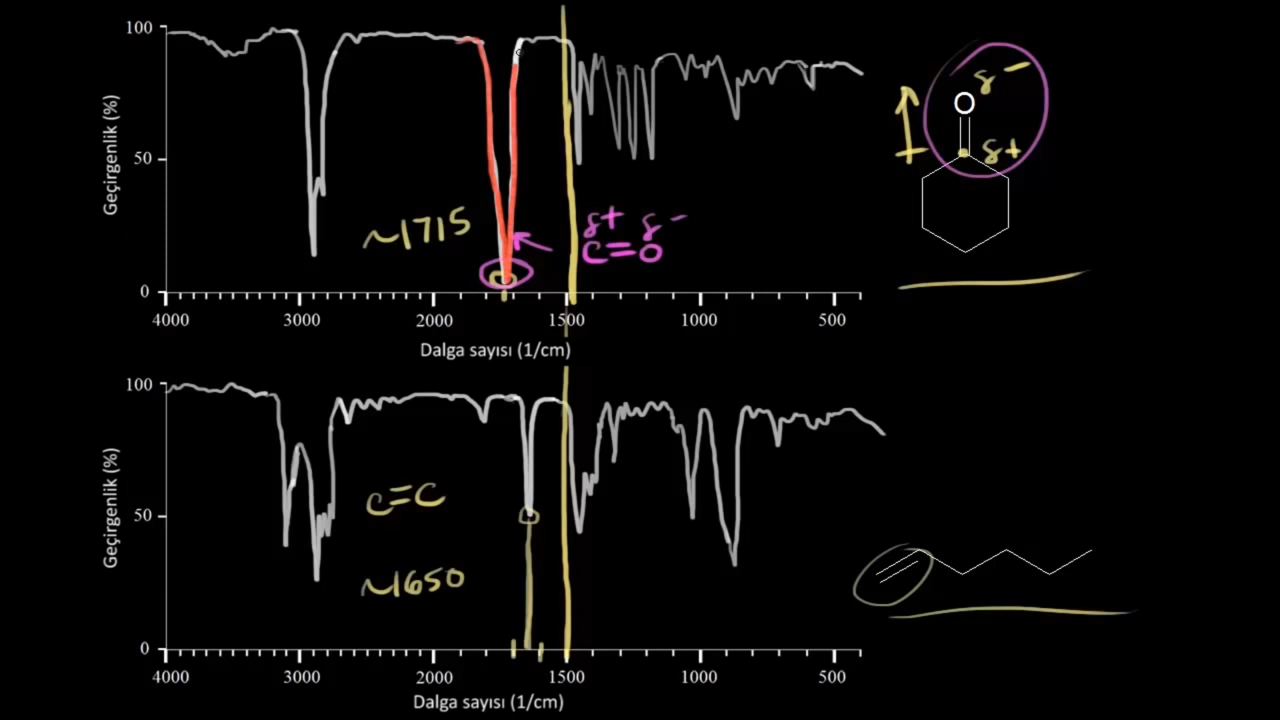 100
Geçirgenlik (%)
50
0
~1715
δ+ δ-
C=O
4000 3000 2000 1500 1000 500
Dalga sayısı (1/cm)
δ-
O
δ+
100
Geçirgenlik (%)
50
0
C=C
~1650
4000 3000 2000 1500 1000 500
Dalga sayısı (1/cm)